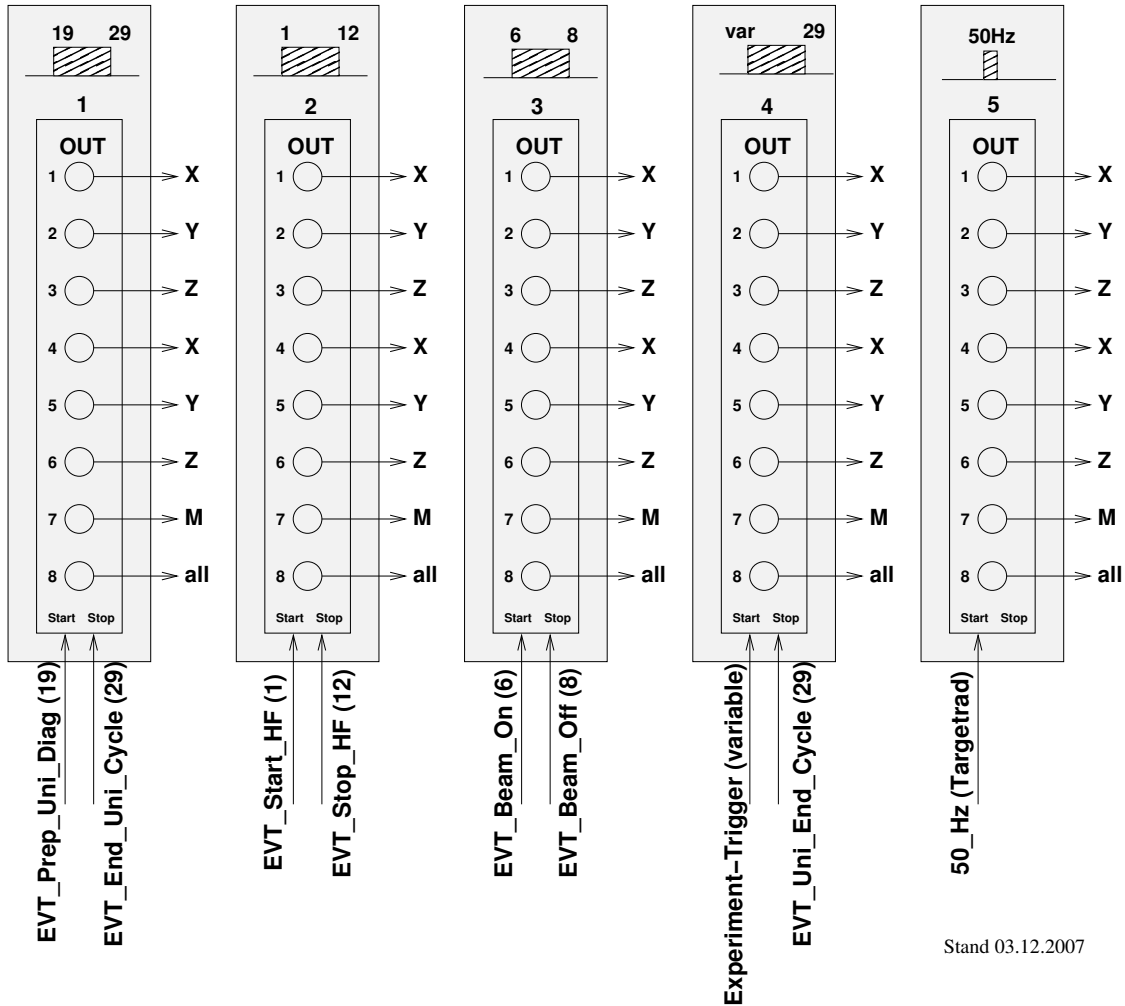 19 29
1
OUT
1 X
2 Y
3 Z
4 X
5 Y
6 Z
7 M
8 all
Start Stop
EVT_Prep_Uni_Diag (19)
EVT_End_Uni_Cycle (29)
1 12
2
OUT
1 X
2 Y
3 Z
4 X
5 Y
6 Z
7 M
8 all
Start Stop
EVT_Start_HF (1)
EVT_Stop_HF (12)
6 8
3
OUT
1 X
2 Y
3 Z
4 X
5 Y
6 Z
7 M
8 all
Start Stop
EVT_Beam_On (6)
EVT_Beam_Off (8)
var 29
4
OUT
1 X
2 Y
3 Z
4 X
5 Y
6 Z
7 M
8 all
Start Stop
Experiment−Trigger (variable)
EVT_Uni_End_Cycle (29)
50Hz
5
OUT
1 X
2 Y
3 Z
4 X
5 Y
6 Z
7 M
8 all
Start Stop
50_Hz (Targetrad)
Stand 03.12.2007